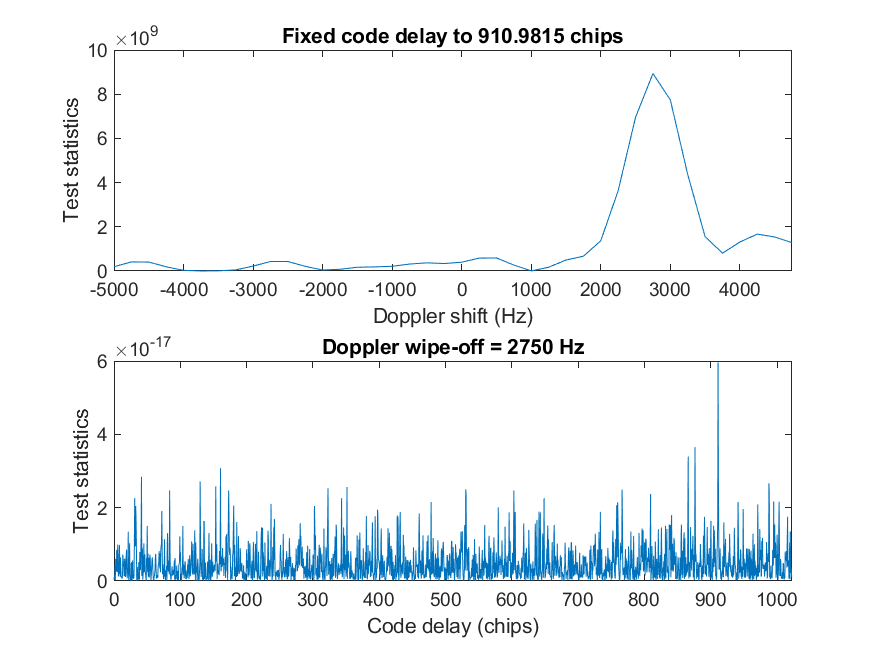 ×10^9
Fixed code delay to 910.9815 chips
10
8
6
4
2
0
Test statistics
-5000 -4000 -3000 -2000 -1000 0 1000 2000 3000 4000
Doppler shift (Hz)
×10^-17
Doppler wipe-off = 2750 Hz
6
4
2
0
Test statistics
0 100 200 300 400 500 600 700 800 900 1000
Code delay (chips)